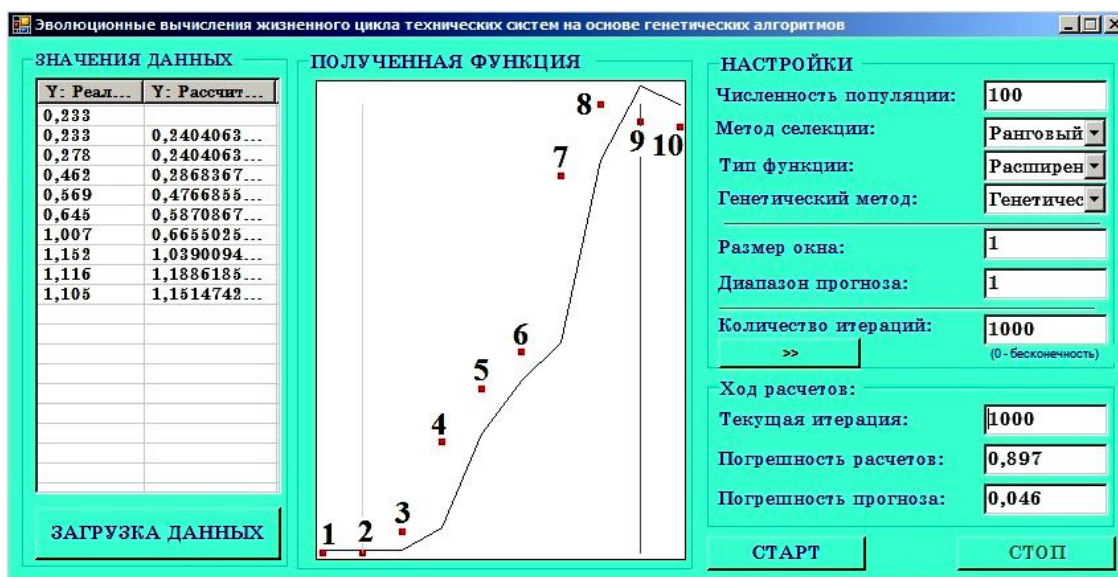 Эволюционные вычисления жизненного цикла технических систем на основе генетических алгоритмов
ЗНАЧЕНИЯ ДАННЫХ
Y: Реал... Y: Рассчит...
0,233
0,233 0,2404063...
0,278 0,2404063...
0,462 0,2868367...
0,569 0,4766855...
0,645 0,5870867...
1,007 0,6655025...
1,152 1,0390094...
1,116 1,1886185...
1,105 1,1514742...
ЗАГРУЗКА ДАННЫХ
ПОЛУЧЕННАЯ ФУНКЦИЯ
1
2
3
4
5
6
7
8
9
10
НАСТРОЙКИ
Численность популяции: 100
Метод селекции: Ранговый
Тип функции: Расширен
Генетический метод: Генетичес
Размер окна: 1
Диапазон прогноза: 1
Количество итераций: 1000
>>
(0 - бесконечность)
Ход расчетов:
Текущая итерация: 1000
Погрешность расчетов: 0,897
Погрешность прогноза: 0,046
СТАРТ
СТОП